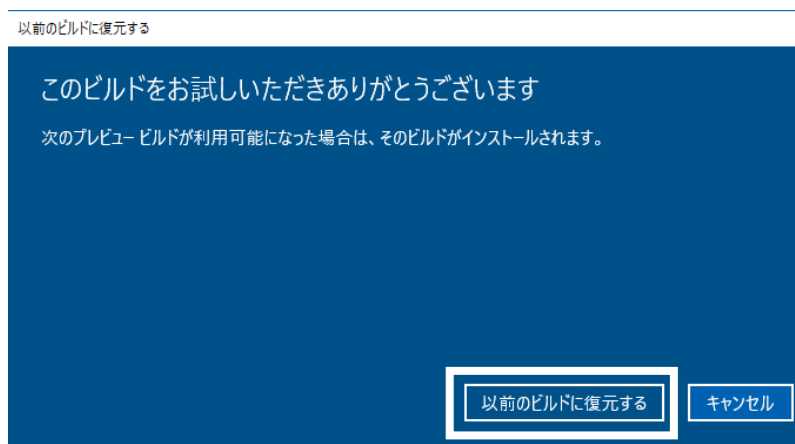 以前のビルドに復元する
このビルドをお試しいただきありがとうございます
次のプレビュー ビルドが利用可能になった場合は、そのビルドがインストールされます。
以前のビルドに復元する
キャンセル